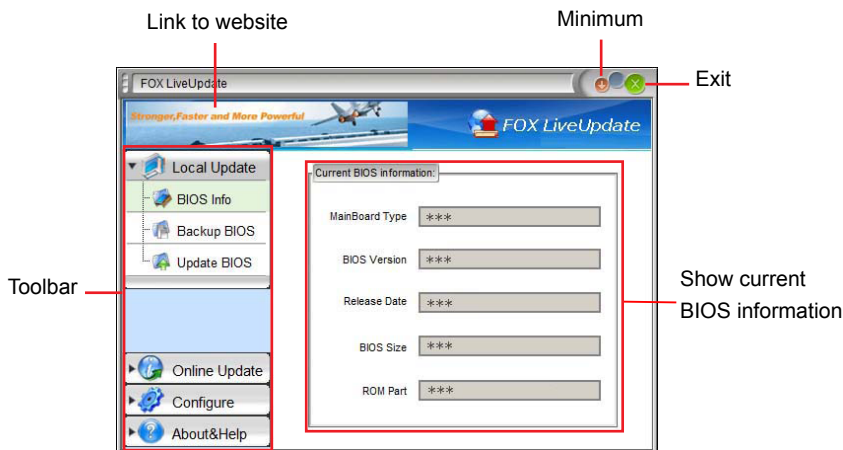 Link to website
Minimum
Exit
FOX LiveUpdate
Stronger,Faster and More Powerful
FOX LiveUpdate
Local Update
BIOS Info
Backup BIOS
Update BIOS
Toolbar
Online Update
Configure
About&Help
Current BIOS information:
MainBoard Type ***
BIOS Version ***
Release Date ***
BIOS Size ***
ROM Part ***
Show current
BIOS information